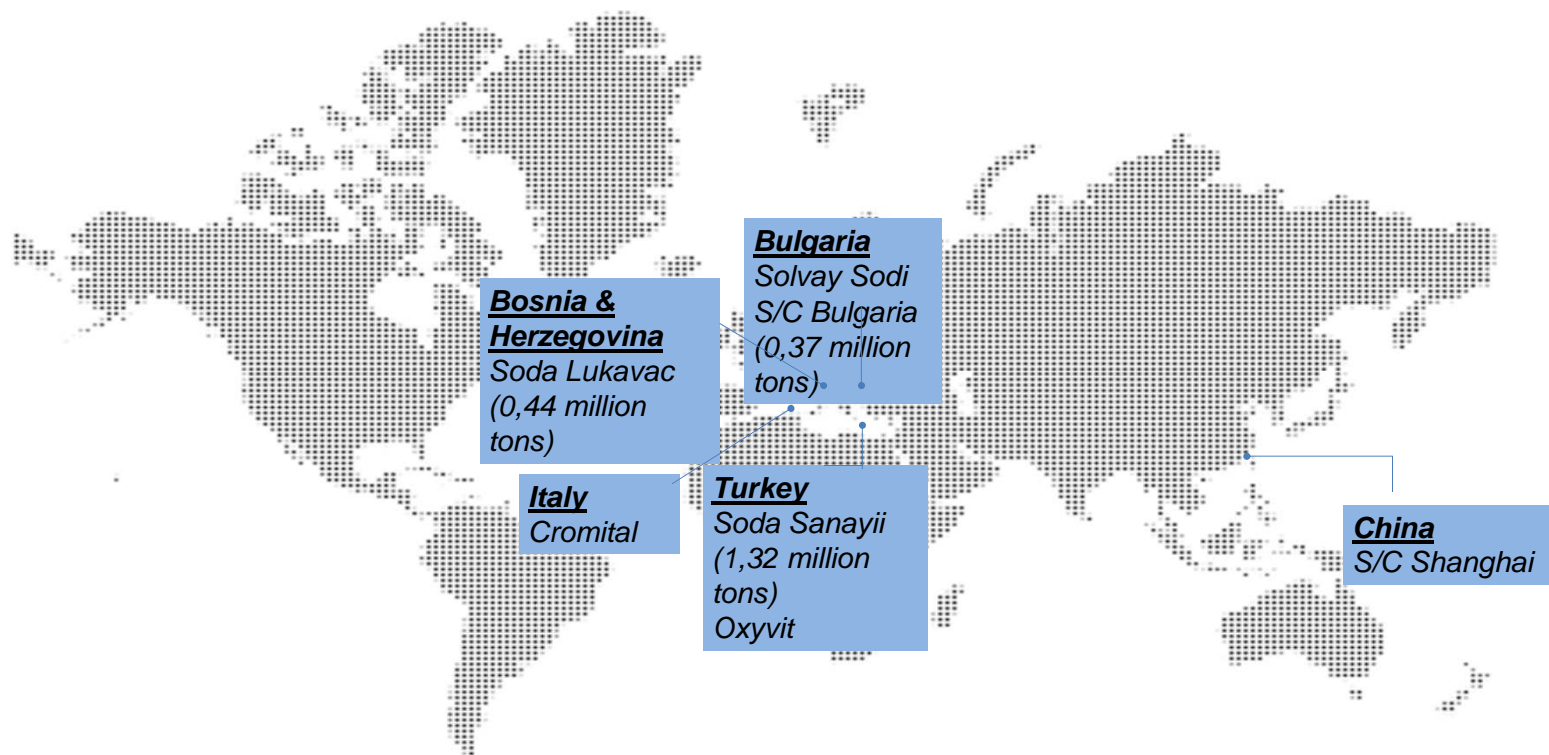 Bulgaria
Solvay Sodi
S/C Bulgaria
(0,37 million
tons)
Bosnia &
Herzegovina
Soda Lukavac
(0,44 million
tons)
Italy
Cromital
Turkey
Soda Sanayii
(1,32 million
tons)
Oxyvit
China
S/C Shanghai